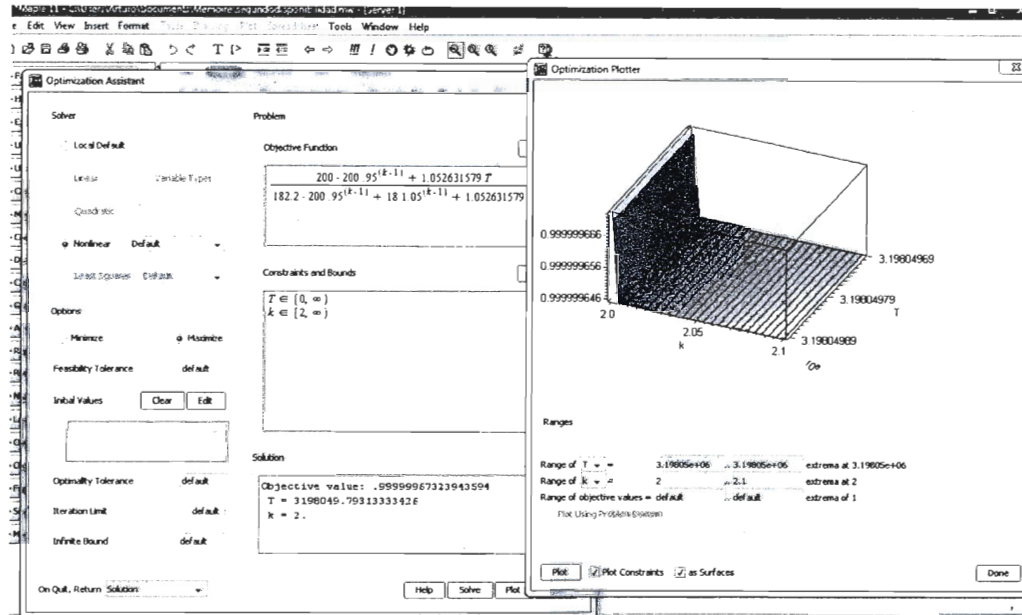 Edit View Insert Format Tools Window Help
Optimization Assistant
Solver
Local Default
Linear Variable Types
Quadratic
Nonlinear Default
Least Squares Default
Options
Minimize Maximize
Feasibility Tolerance default
Initial Values Clear Edit
Optimality Tolerance default
Iteration Limit default
Infinite Bound default
On Quit, Return Solution
Problem
Objective Function
200 - 200 .95^(k-1) + 1.052631579 T
182.2 - 200 .95^(k-1) + 18 1.05^(k-1) + 1.052631579
Constraints and Bounds
T ∈ [0, ∞)
k ∈ [2, ∞)
Solution
Objective value: .999999967323943594
T = 3198049.79313333426
k = 2.
Help Solve Plot
Optimization Plotter
0.999999666
0.999999656
0.999999646
2.0
2.05
k
2.1
3.19804969
3.19804979
T
3.19804989
Ranges
Range of T = 3.19805e+06 .. 3.19805e+06 extrema at 3.19805e+06
Range of k = 2 .. 2.1 extrema at 2
Range of objective values = default .. default extrema of 1
Plot Using Problem Domain
Plot Plot Constraints as Surfaces Done